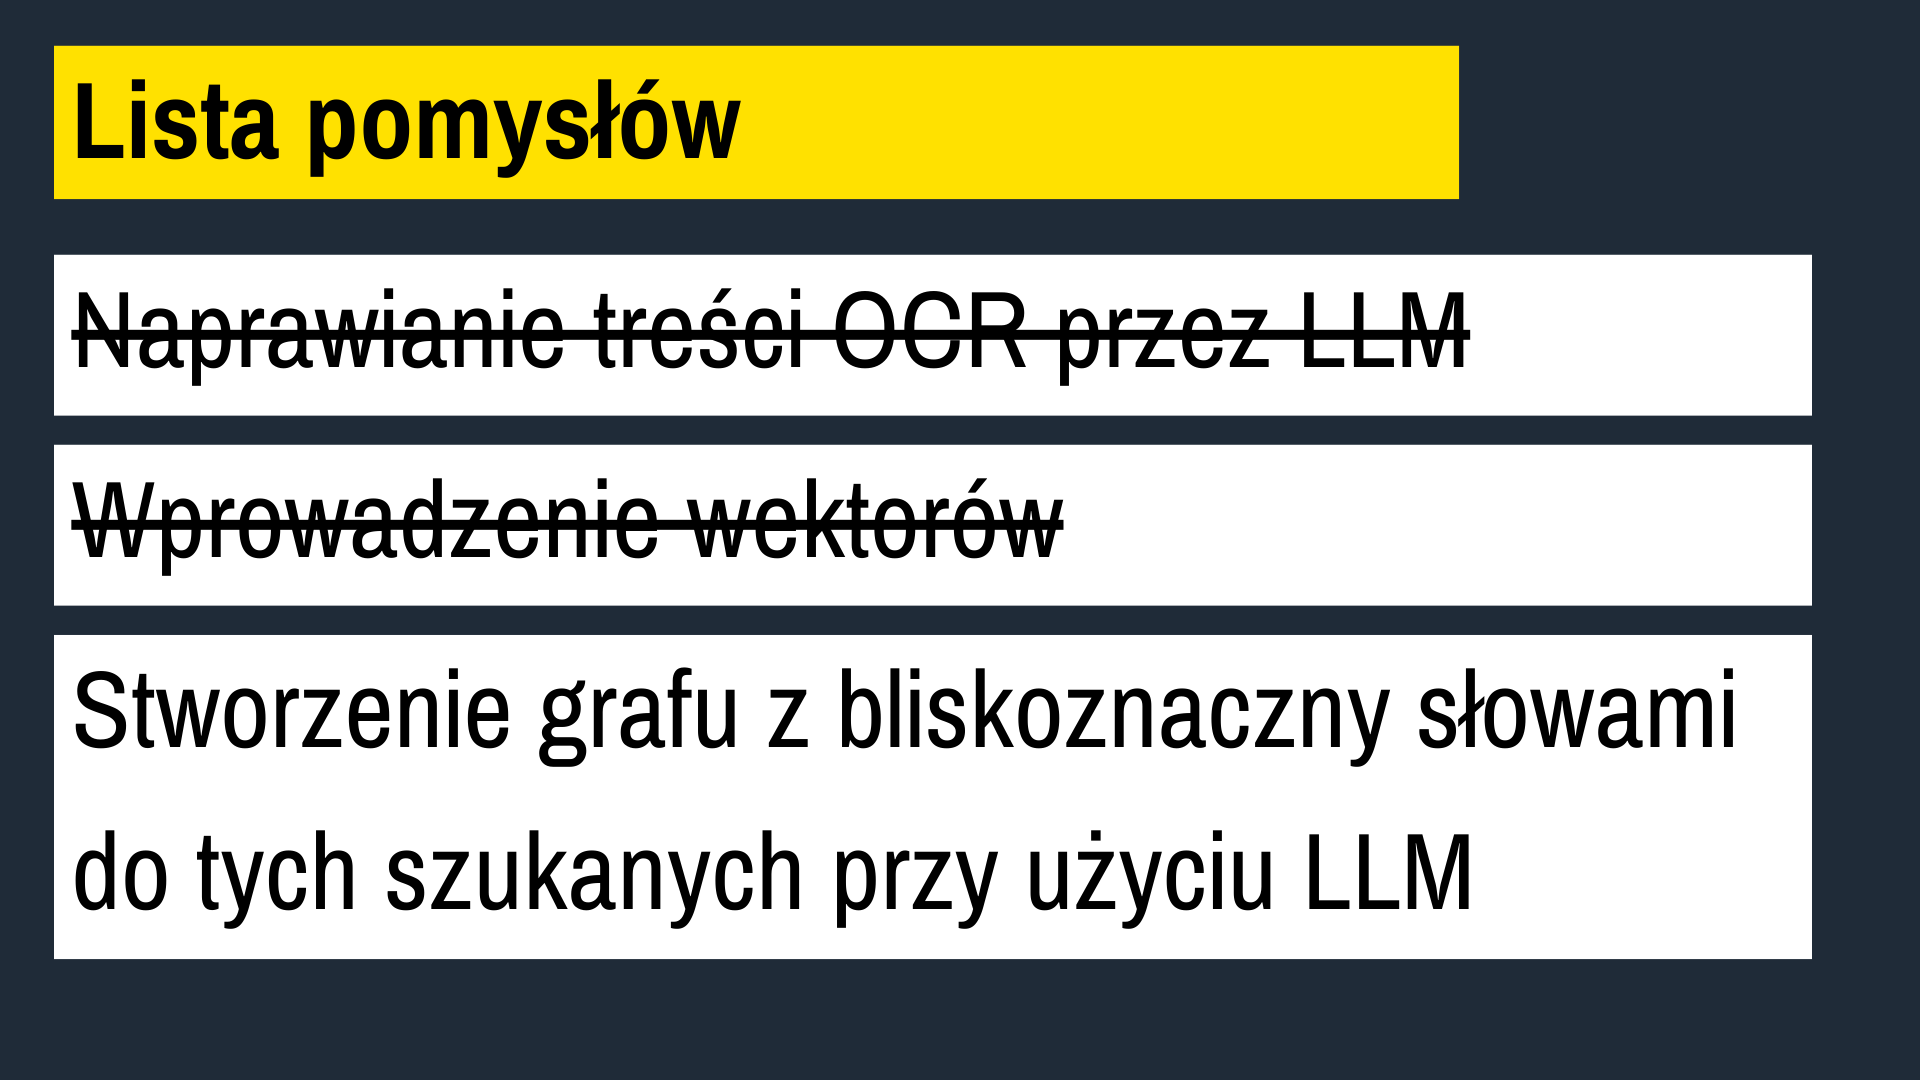 Lista pomysłów
Naprawianie treści OCR przez LLM
Wprowadzenie wektorów
Stworzenie grafu z bliskoznaczny słowami
do tych szukanych przy użyciu LLM